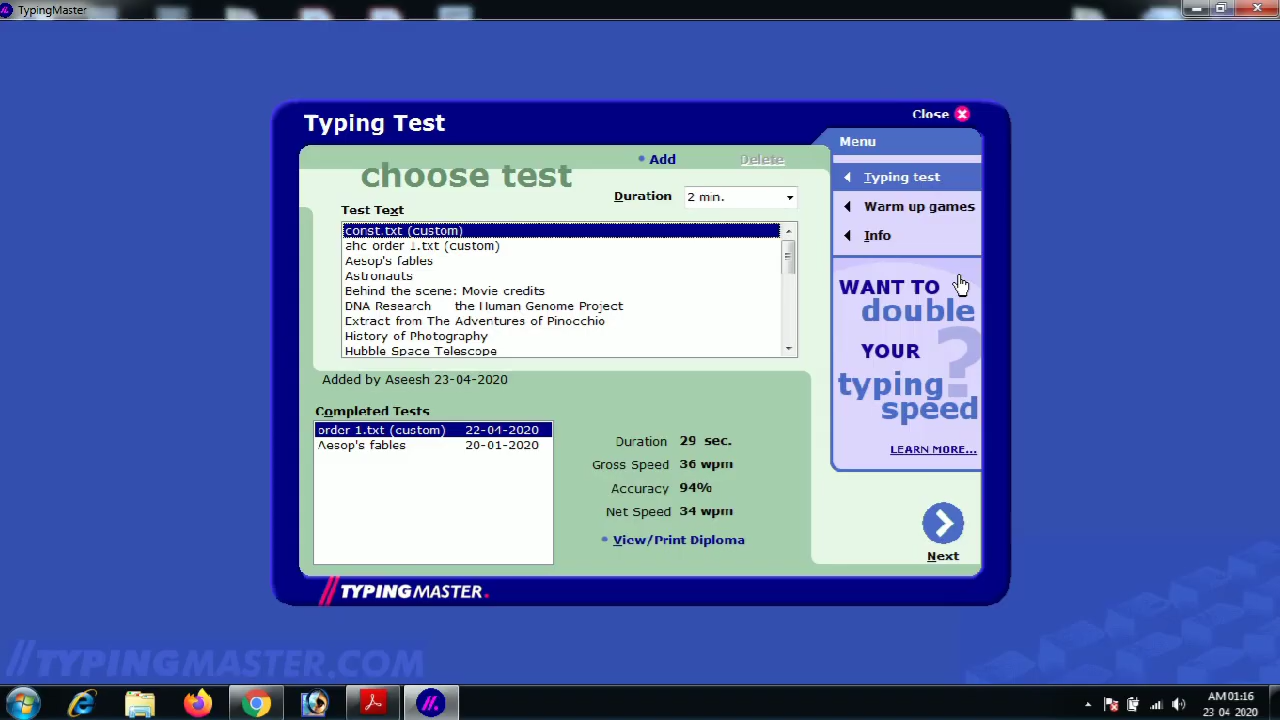 TypingMaster
Typing Test
Close
Menu
choose test
Add
Delete
Typing test
Duration
2 min.
Warm up games
Test Text
const.txt (custom)
Info
ahc order 1.txt (custom)
Aesop's fables
Astronauts
Behind the scene: Movie credits
DNA Research the Human Genome Project
Extract from The Adventures of Pinocchio
History of Photography
Hubble Space Telescope
WANT TO
double
YOUR
?
typing
speed
LEARN MORE...
Added by Aseesh 23-04-2020
Completed Tests
order 1.txt (custom) 22-04-2020
Aesop's fables 20-01-2020
Duration 29 sec.
Gross Speed 36 wpm
Accuracy 94%
Net Speed 34 wpm
View/Print Diploma
Next
//TYPINGMASTER.
//TYPINGMASTER.COM
AM 01:16
23-04-2020